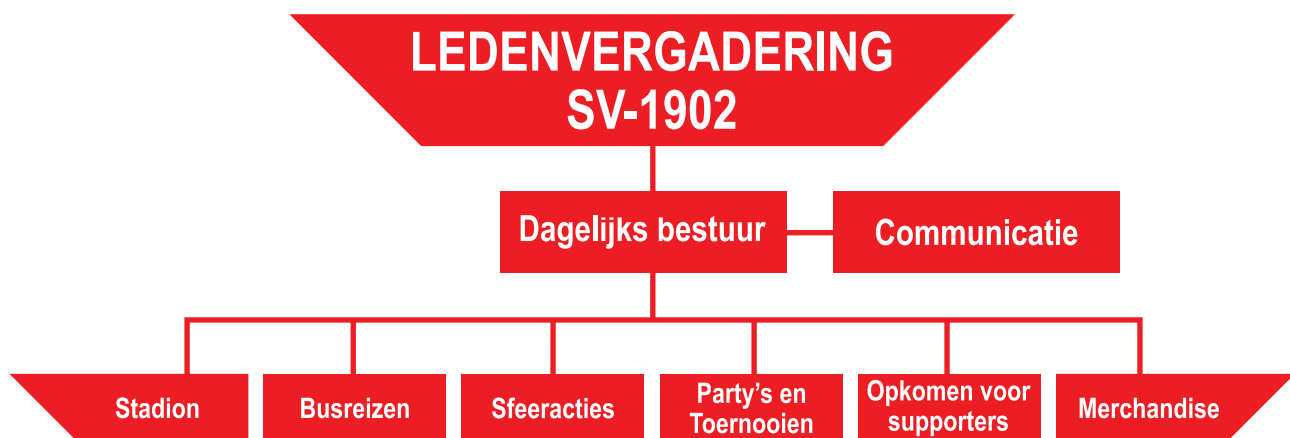 LEDENVERGADERING
SV-1902
Dagelijks bestuur
Communicatie
Stadion
Busreizen
Sfeeracties
Party's en
Toernooien
Opkomen voor
supporters
Merchandise